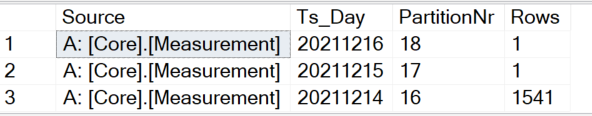 Source Ts_Day PartitionNr Rows
1 A: [Core].[Measurement] 20211216 18 1
2 A: [Core].[Measurement] 20211215 17 1
3 A: [Core].[Measurement] 20211214 16 1541